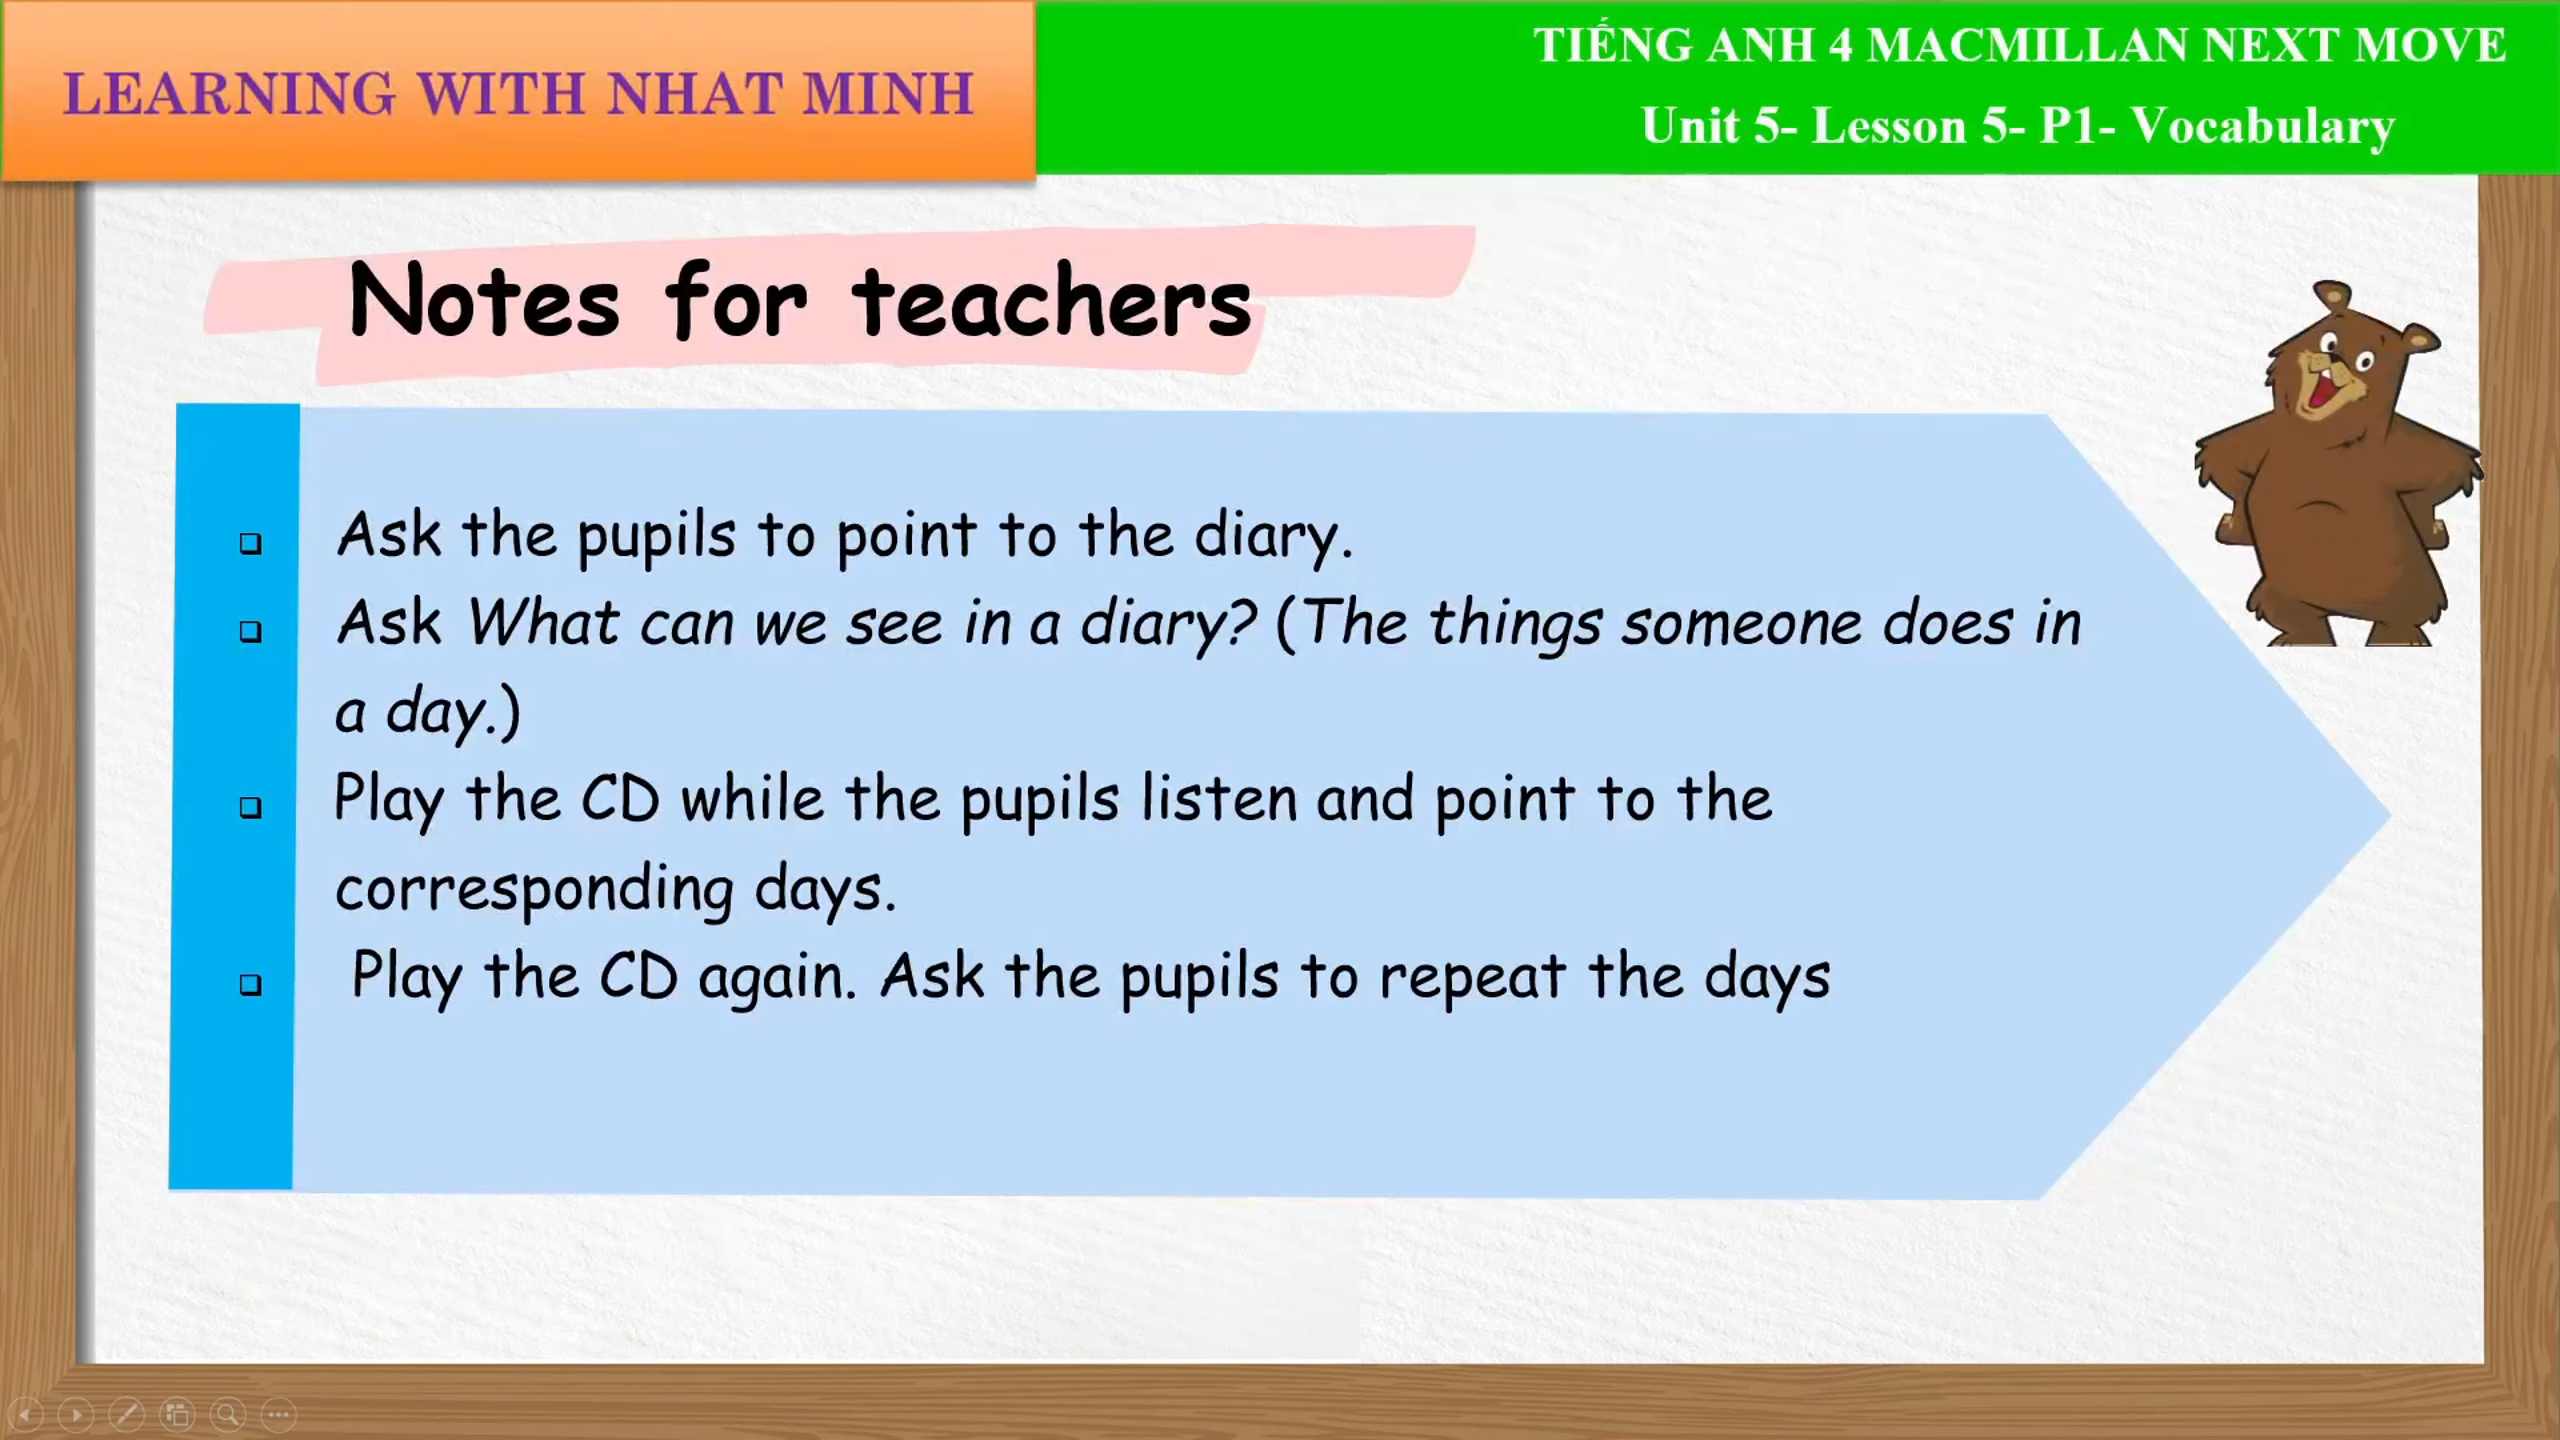 LEARNING WITH NHAT MINH
TIẾNG ANH 4 MACMILLAN NEXT MOVE
Unit 5- Lesson 5- P1- Vocabulary
Notes for teachers
❑ Ask the pupils to point to the diary.
❑ Ask What can we see in a diary? (The things someone does in
a day.)
❑ Play the CD while the pupils listen and point to the
corresponding days.
❑ Play the CD again. Ask the pupils to repeat the days